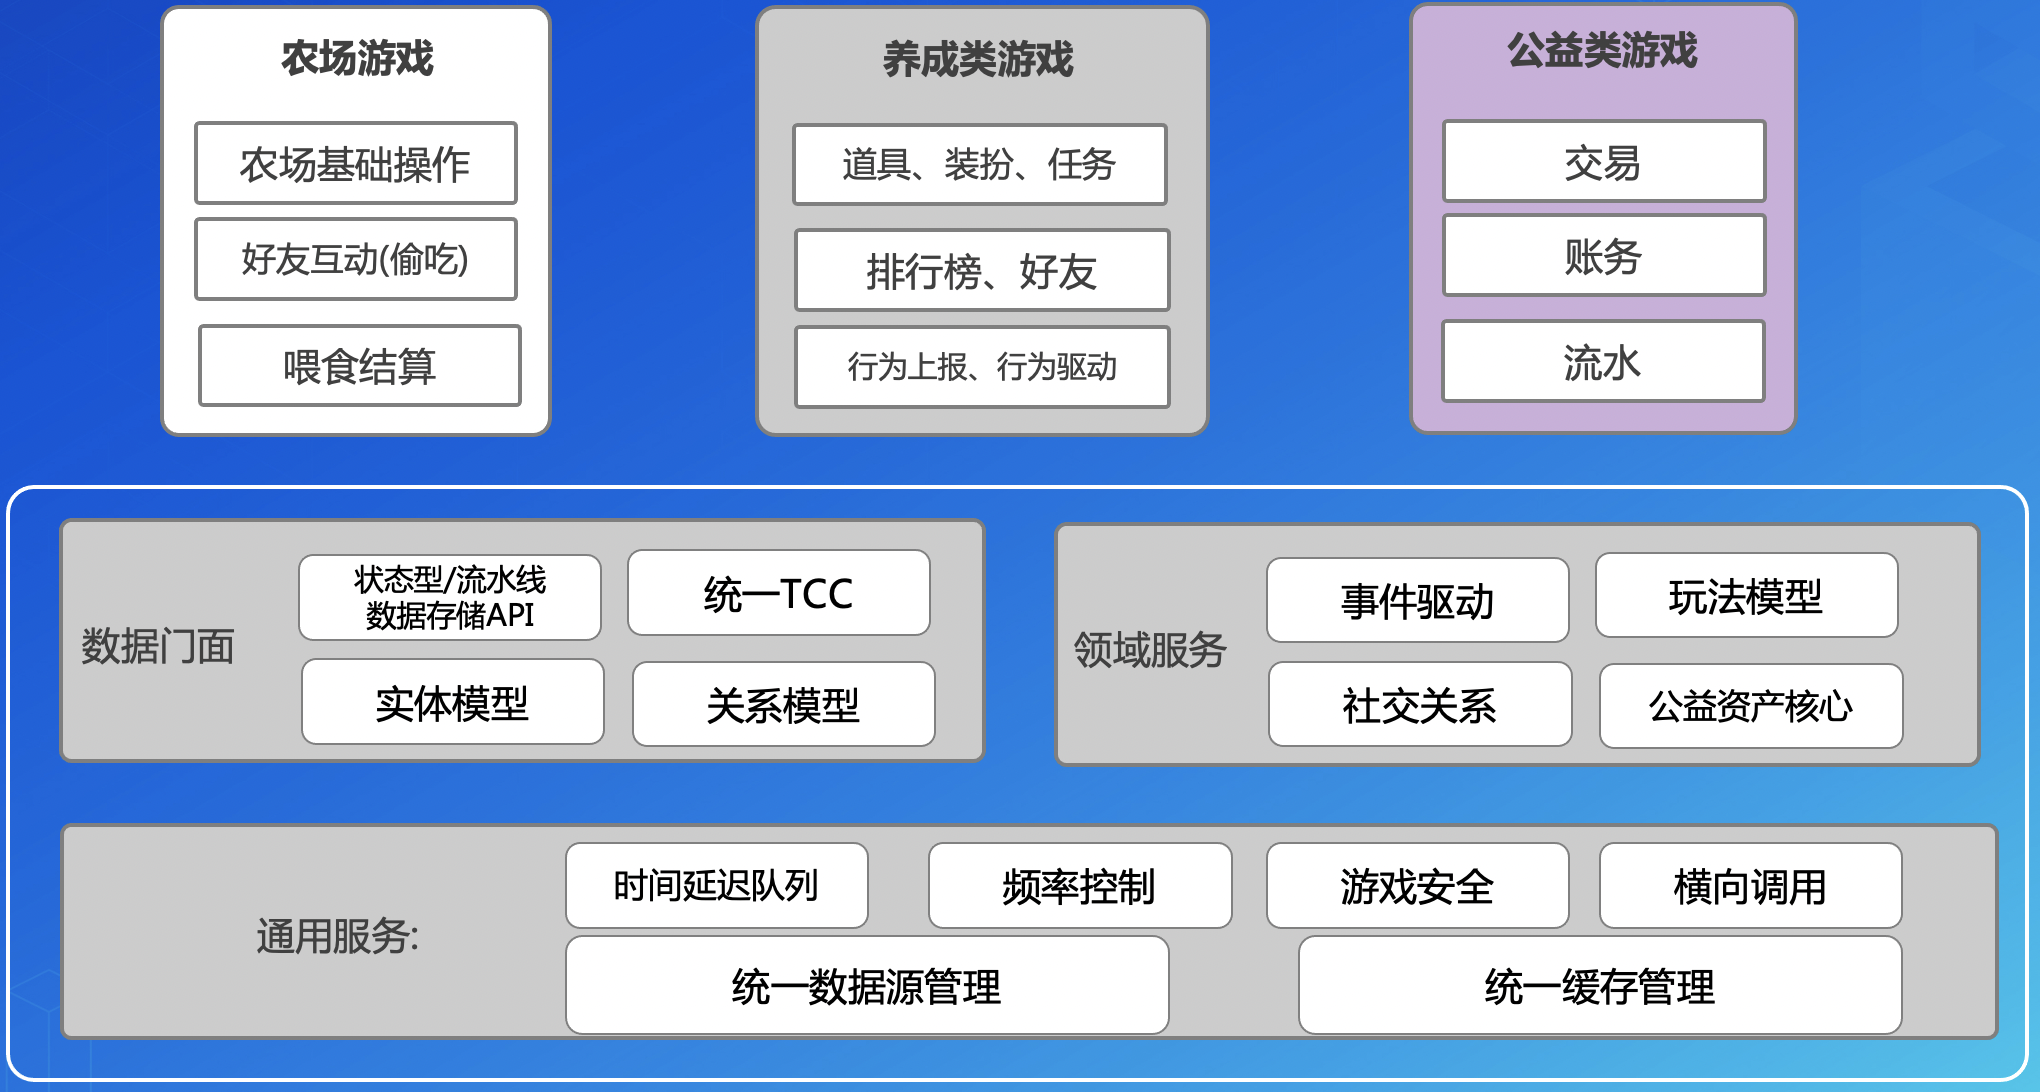 农场游戏
农场基础操作
好友互动(偷吃)
喂食结算
养成类游戏
道具、装扮、任务
排行榜、好友
行为上报、行为驱动
公益类游戏
交易
账务
流水
数据门面
状态型/流水线
数据存储API
统一TCC
实体模型
关系模型
领域服务
事件驱动
玩法模型
社交关系
公益资产核心
通用服务:
时间延迟队列
频率控制
游戏安全
横向调用
统一数据源管理
统一缓存管理